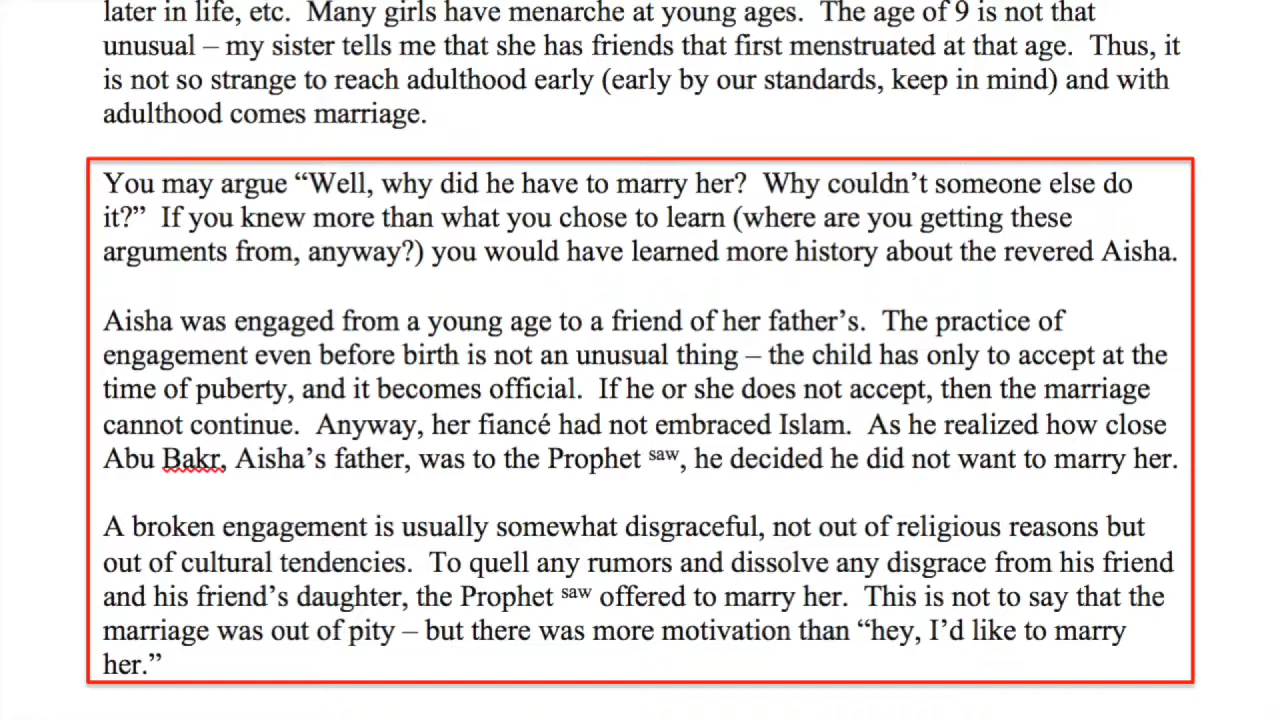 later in life, etc.  Many girls have menarche at young ages.  The age of 9 is not that
unusual – my sister tells me that she has friends that first menstruated at that age.  Thus, it
is not so strange to reach adulthood early (early by our standards, keep in mind) and with
adulthood comes marriage.
You may argue “Well, why did he have to marry her?  Why couldn’t someone else do
it?”  If you knew more than what you chose to learn (where are you getting these
arguments from, anyway?) you would have learned more history about the revered Aisha.
Aisha was engaged from a young age to a friend of her father’s.  The practice of
engagement even before birth is not an unusual thing – the child has only to accept at the
time of puberty, and it becomes official.  If he or she does not accept, then the marriage
cannot continue.  Anyway, her fiancé had not embraced Islam.  As he realized how close
Abu Bakr, Aisha’s father, was to the Prophet saw, he decided he did not want to marry her.
A broken engagement is usually somewhat disgraceful, not out of religious reasons but
out of cultural tendencies.  To quell any rumors and dissolve any disgrace from his friend
and his friend’s daughter, the Prophet saw offered to marry her.  This is not to say that the
marriage was out of pity – but there was more motivation than “hey, I’d like to marry
her.”